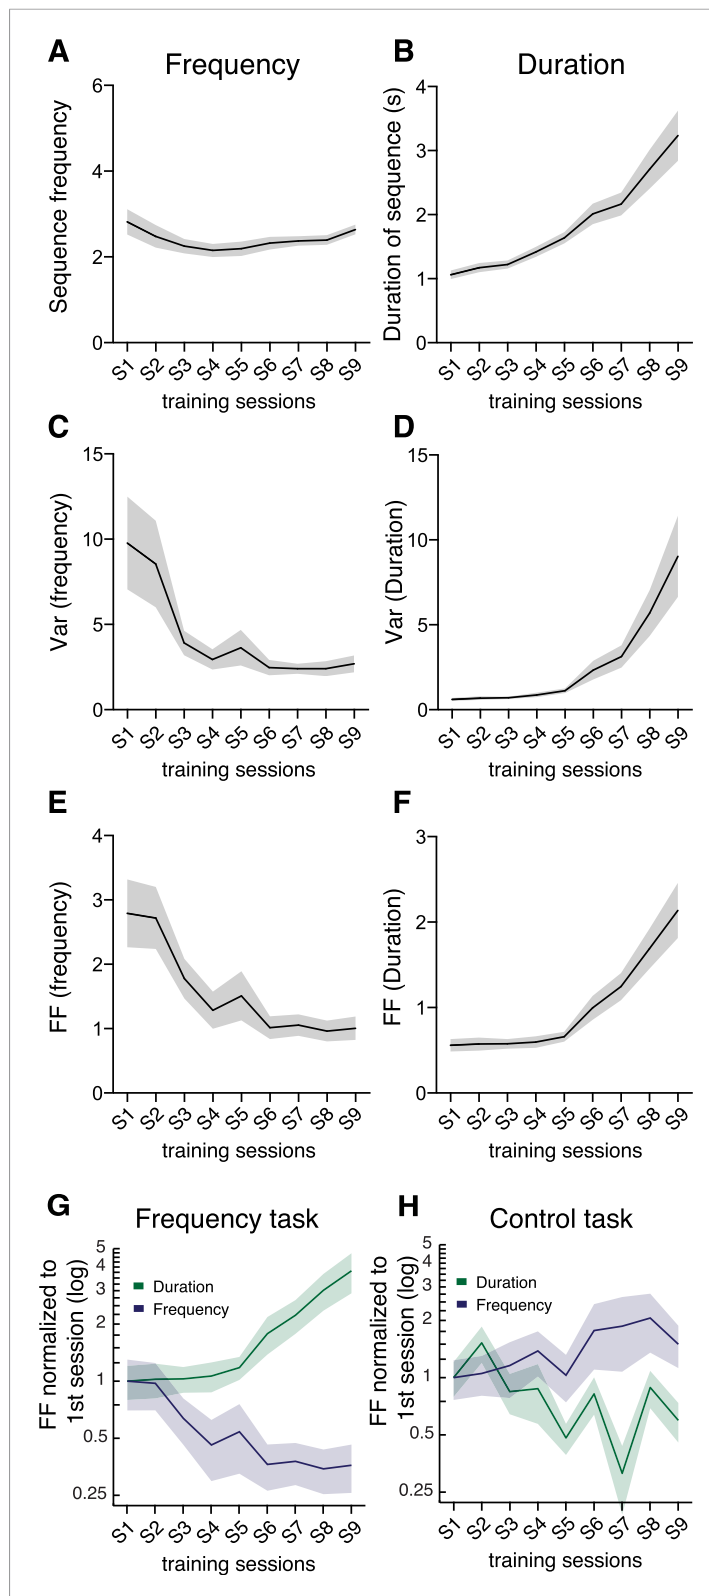 A
Frequency
Sequence frequency
6
4
2
0
S1 S2 S3 S4 S5 S6 S7 S8 S9
training sessions
B
Duration
Duration of sequence (s)
4
3
2
1
0
S1 S2 S3 S4 S5 S6 S7 S8 S9
training sessions
C
Var (frequency)
15
10
5
0
S1 S2 S3 S4 S5 S6 S7 S8 S9
training sessions
D
Var (Duration)
15
10
5
0
S1 S2 S3 S4 S5 S6 S7 S8 S9
training sessions
E
FF (frequency)
4
3
2
1
0
S1 S2 S3 S4 S5 S6 S7 S8 S9
training sessions
F
FF (Duration)
3
2
1
0
S1 S2 S3 S4 S5 S6 S7 S8 S9
training sessions
G
Frequency task
FF normalized to
1st session (log)
5
4
3
2
1
0.5
0.25
Duration
Frequency
S1 S2 S3 S4 S5 S6 S7 S8 S9
training sessions
H
Control task
FF normalized to
1st session (log)
5
4
3
2
1
0.5
0.25
Duration
Frequency
S1 S2 S3 S4 S5 S6 S7 S8 S9
training sessions